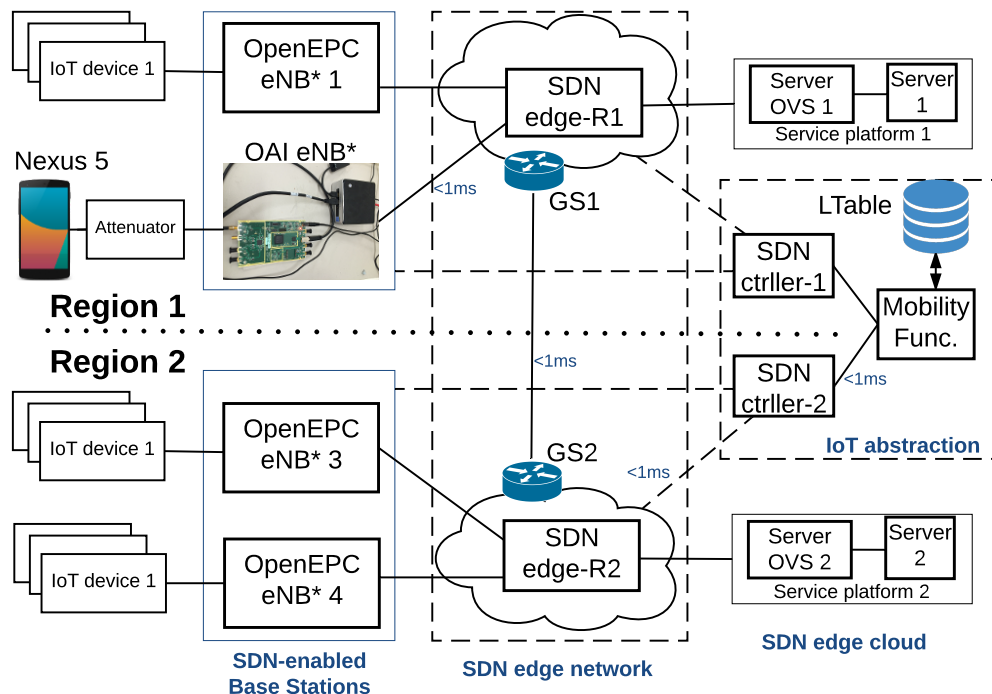 IoT device 1
OpenEPC
eNB* 1
SDN
edge-R1
Server
OVS 1
Server
1
Service platform 1
Nexus 5
Attenuator
OAI eNB*
<1ms
GS1
LTable
SDN
ctrller-1
Mobility
Func.
Region 1
Region 2
<1ms
SDN
ctrller-2
<1ms
IoT abstraction
IoT device 1
OpenEPC
eNB* 3
GS2
<1ms
IoT device 1
OpenEPC
eNB* 4
SDN
edge-R2
Server
OVS 2
Server
2
Service platform 2
SDN-enabled
Base Stations
SDN edge network
SDN edge cloud